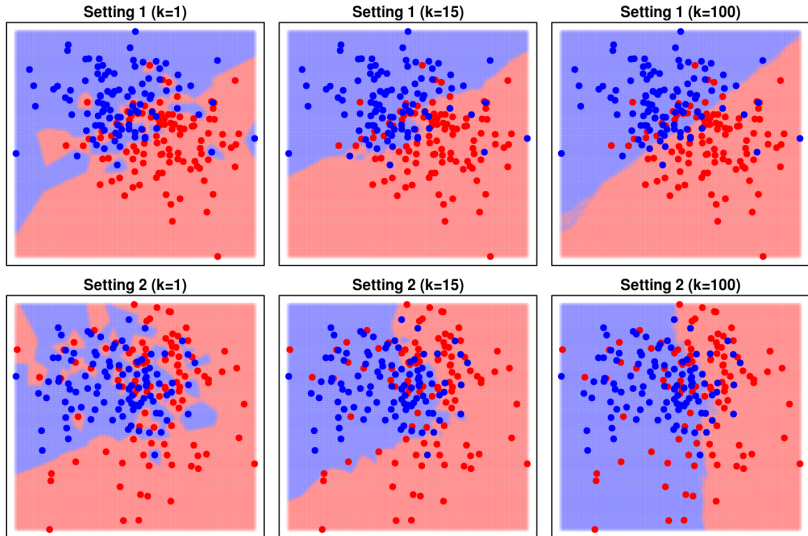 Setting 1 (k=1)
Setting 1 (k=15)
Setting 1 (k=100)
Setting 2 (k=1)
Setting 2 (k=15)
Setting 2 (k=100)